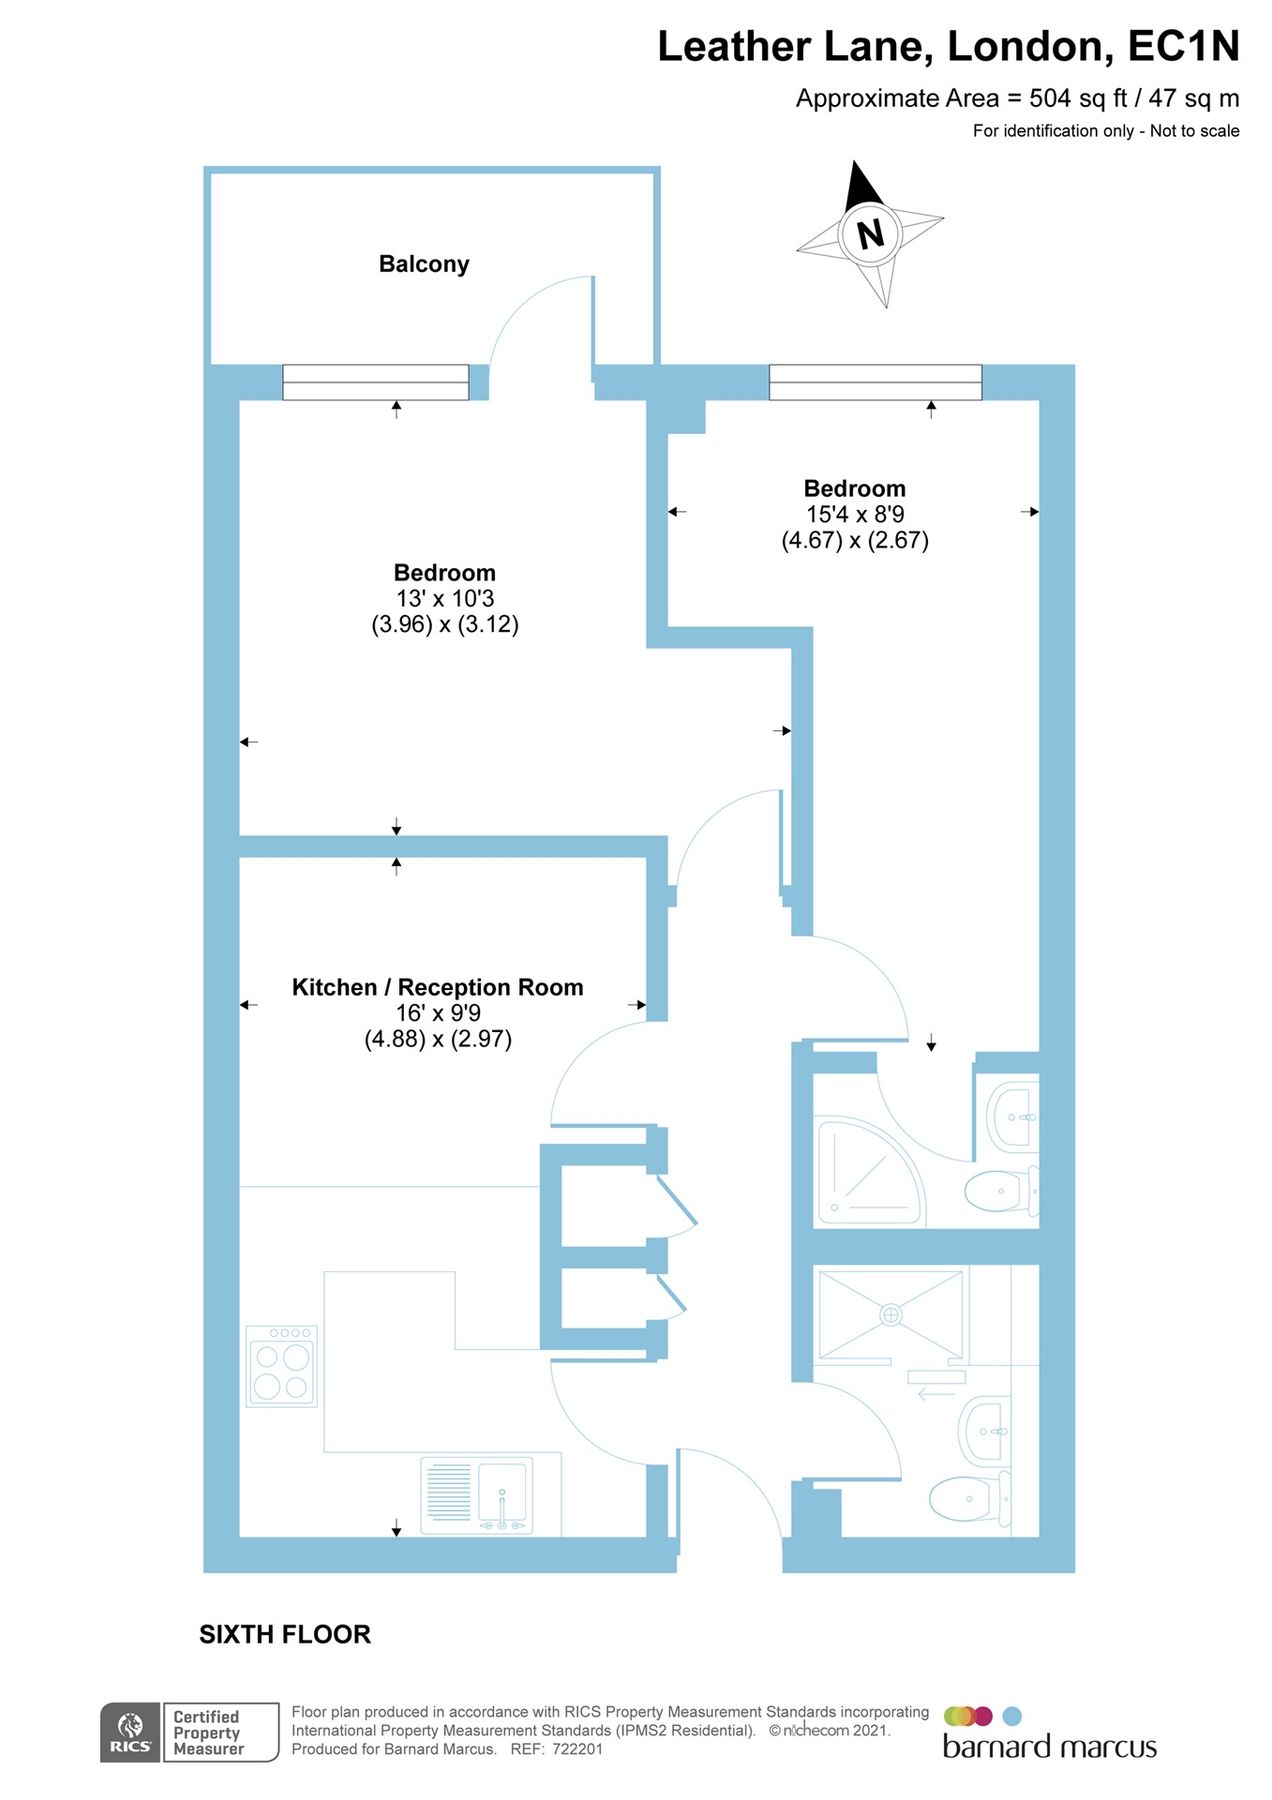 Leather Lane, London, EC1N
Approximate Area = 504 sq ft / 47 sq m
For identification only - Not to scale
N
Balcony
Bedroom
15'4 x 8'9
(4.67) x (2.67)
Bedroom
13' x 10'3
(3.96) x (3.12)
Kitchen / Reception Room
16' x 9'9
(4.88) x (2.97)
SIXTH FLOOR
RICS
Certified
Property
Measurer
Floor plan produced in accordance with RICS Property Measurement Standards incorporating
International Property Measurement Standards (IPMS2 Residential). © nichecom 2021.
Produced for Barnard Marcus. REF: 722201
barnard marcus